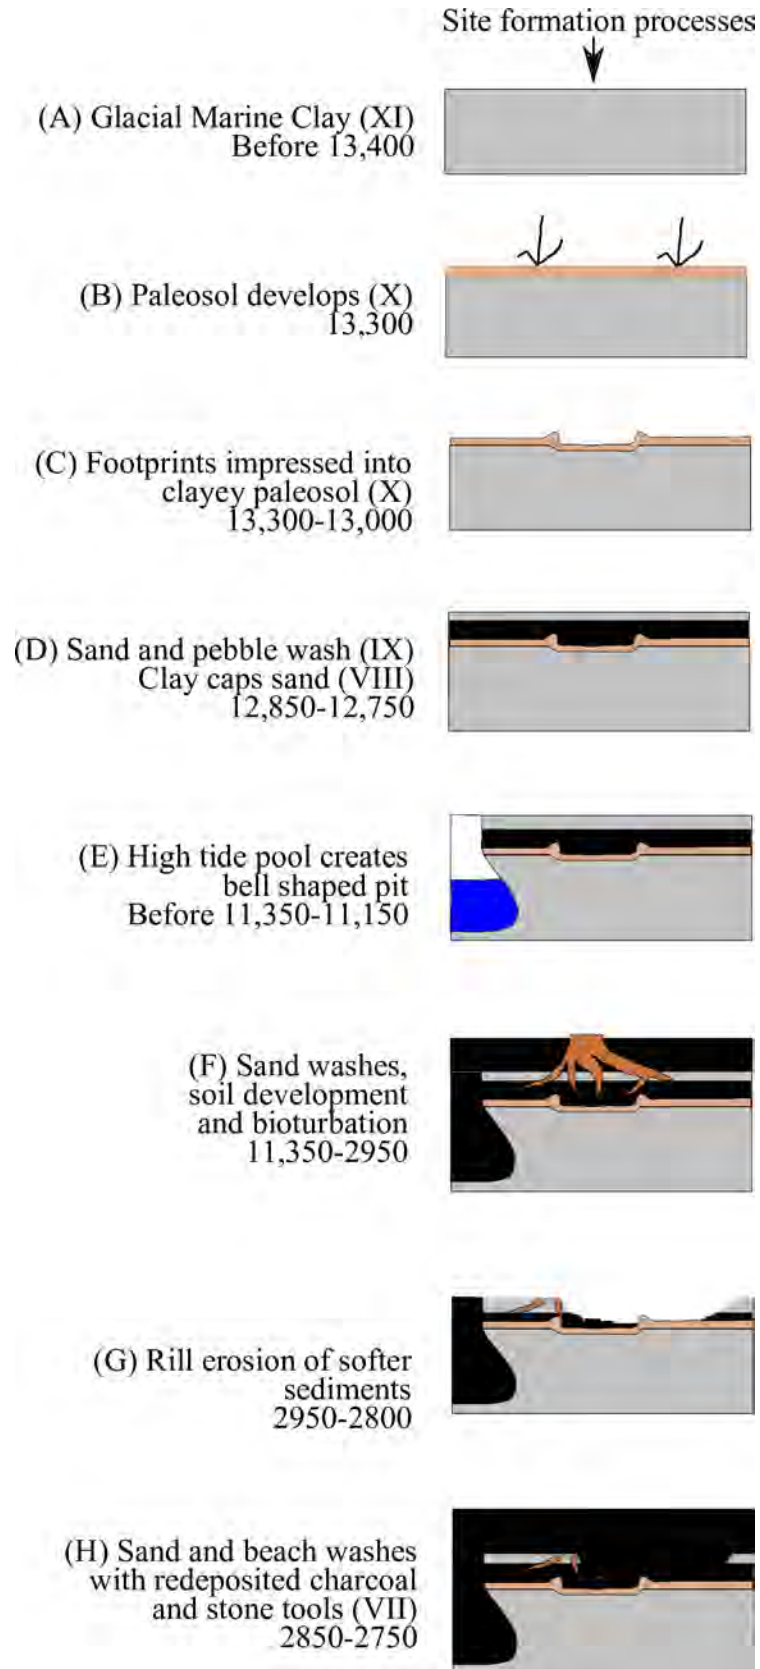 Site formation processes
(A) Glacial Marine Clay (XI)
Before 13,400
(B) Paleosol develops (X)
13,300
(C) Footprints impressed into
clayey paleosol (X)
13,300-13,000
(D) Sand and pebble wash (IX)
Clay caps sand (VIII)
12,850-12,750
(E) High tide pool creates
bell shaped pit
Before 11,350-11,150
(F) Sand washes,
soil development
and bioturbation
11,350-2950
(G) Rill erosion of softer
sediments
2950-2800
(H) Sand and beach washes
with redeposited charcoal
and stone tools (VII)
2850-2750